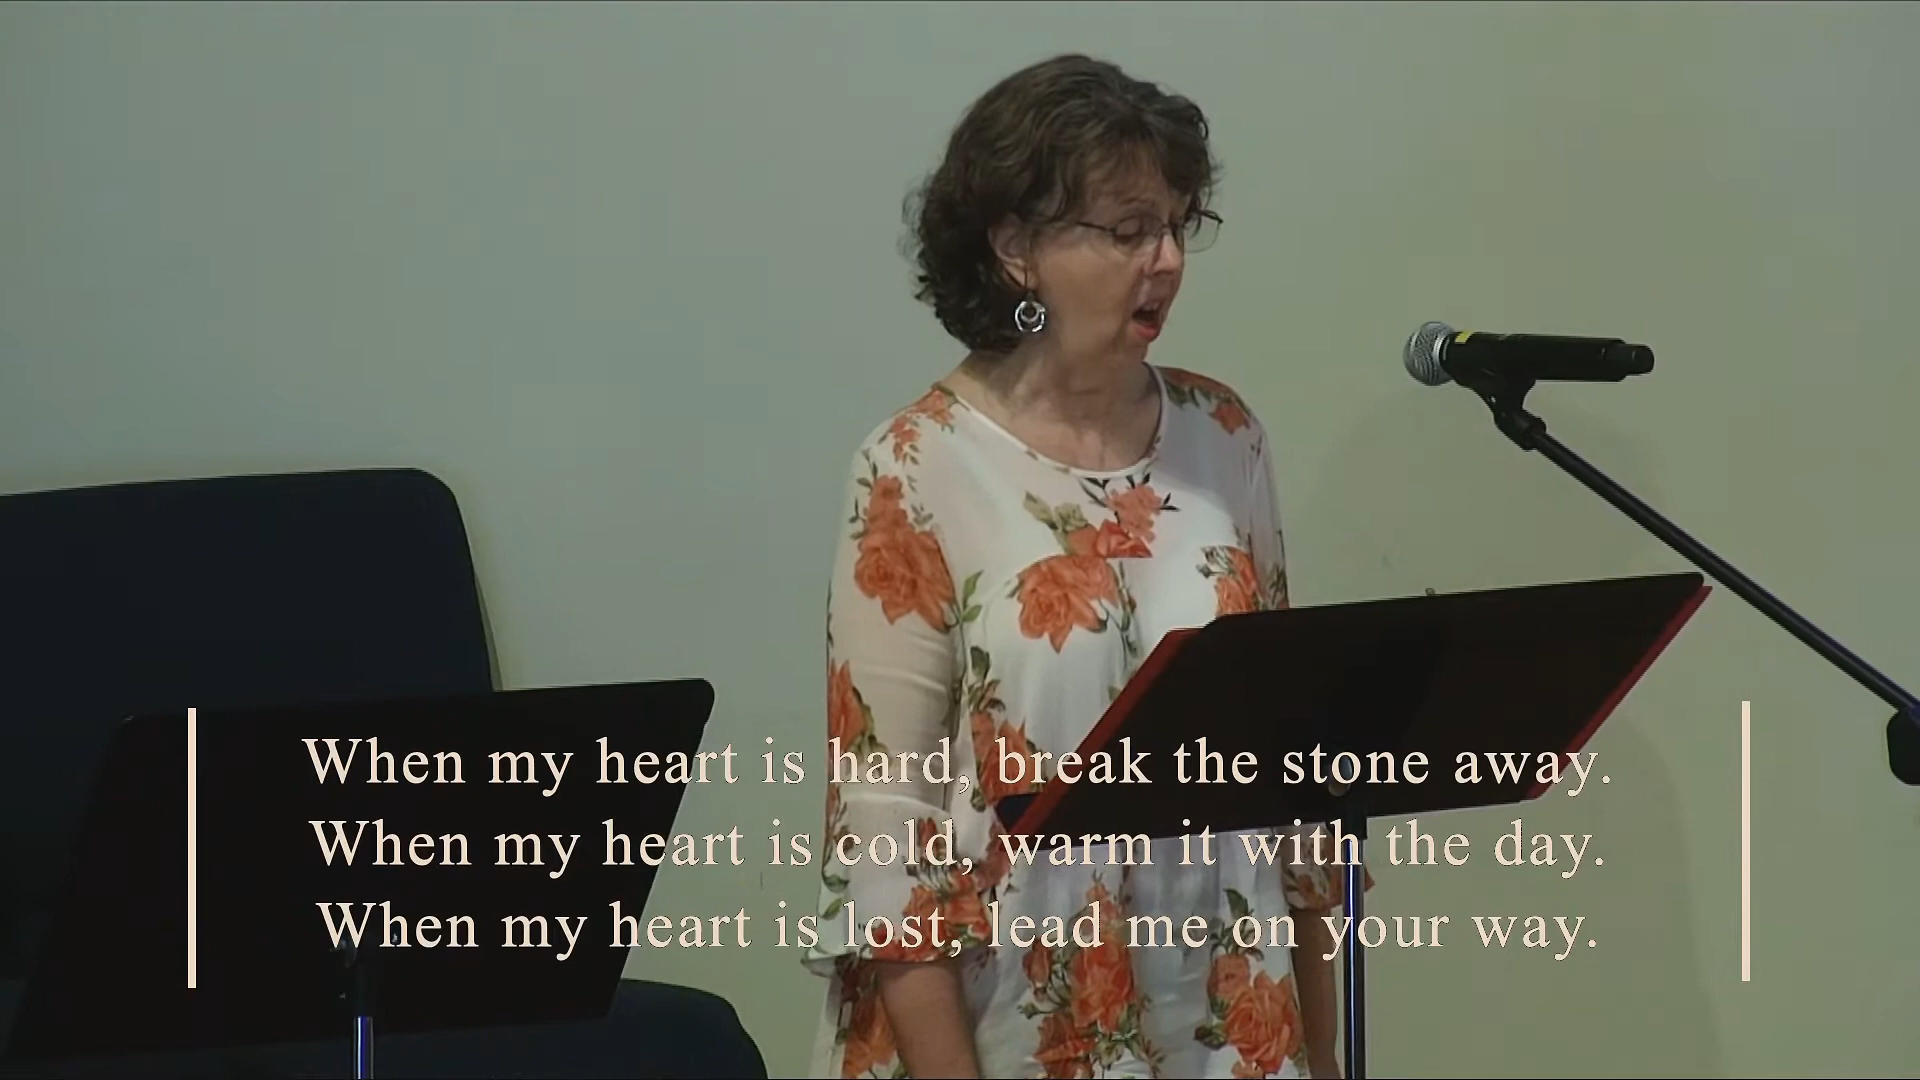 When my heart is hard, break the stone away.
When my heart is cold, warm it with the day.
When my heart is lost, lead me on your way.